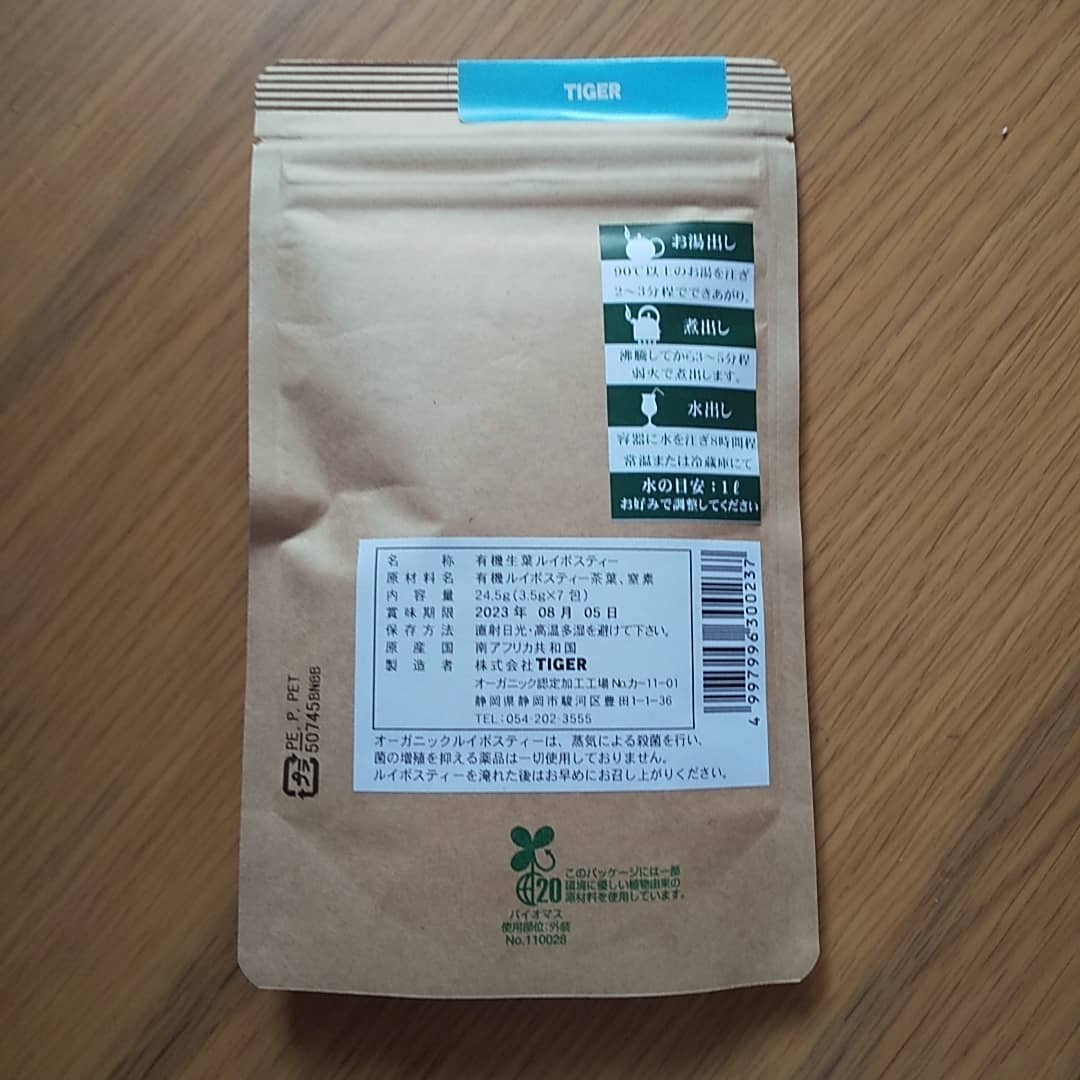 TIGER
お湯出し
90℃以上のお湯を注ぎ
2〜3分程でできあがり。
煮出し
沸騰してから3〜5分程
弱火で煮出します。
水出し
容器に水を注ぎ8時間程
常温または冷蔵庫にて
水の目安:1ℓ
お好みで調整してください
名称 有機生葉ルイボスティー
原材料名 有機ルイボスティー茶葉、窒素
内容量 24.5g(3.5g×7包)
賞味期限 2023年 08月 05日
保存方法 直射日光・高温多湿を避けて下さい。
原産国 南アフリカ共和国
製造者 株式会社TIGER
オーガニック認定加工工場No.カー11-01
静岡県静岡市駿河区豊田1-1-36
TEL:054-202-3555
4997996300237
オーガニックルイボスティーは、蒸気による殺菌を行い、
菌の増殖を抑える薬品は一切使用しておりません。
ルイボスティーを淹れた後はお早めにお召し上がりください。
プラ
PE, P, PET
50745BN8B
20
このパッケージには一部
環境に優しい植物由来の
原材料を使用しています。
バイオマス
使用部位:外装
No.110028